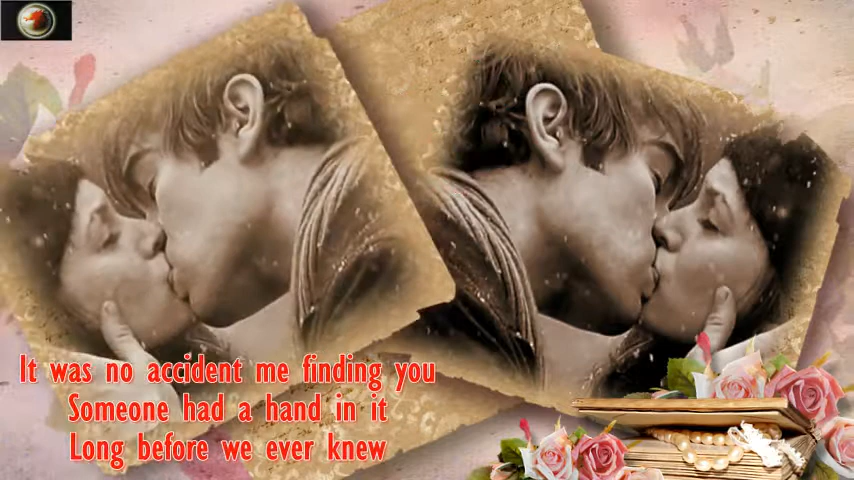 It was no accident me finding you
Someone had a hand in it
Long before we ever knew